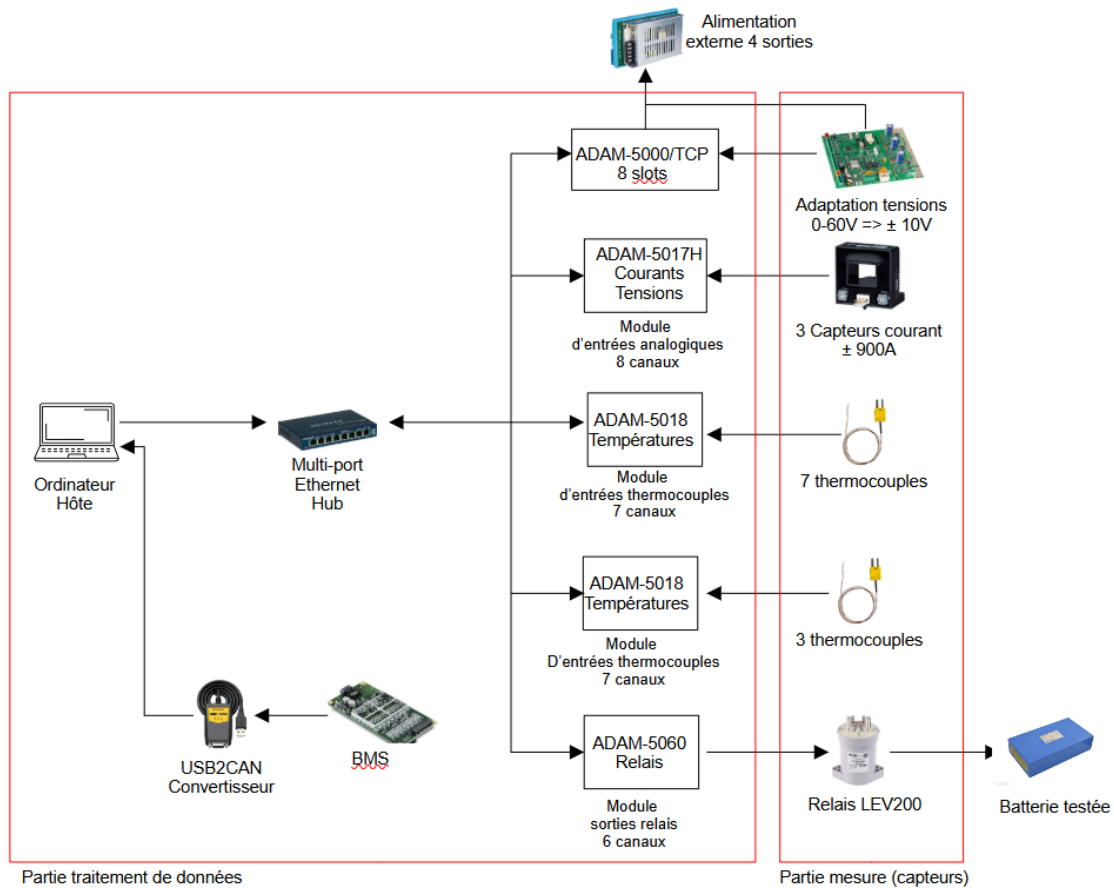 Alimentation
externe 4 sorties
ADAM-5000/TCP
8 slots
Adaptation tensions
0-60V => ± 10V
ADAM-5017H
Courants
Tensions
Module
d'entrées analogiques
8 canaux
3 Capteurs courant
± 900A
Ordinateur
Hôte
Multi-port
Ethernet
Hub
ADAM-5018
Températures
Module
d'entrées thermocouples
7 canaux
7 thermocouples
ADAM-5018
Températures
Module
D'entrées thermocouples
7 canaux
3 thermocouples
USB2CAN
Convertisseur
BMS
ADAM-5060
Relais
Module
sorties relais
6 canaux
Relais LEV200
Batterie testée
Partie traitement de données
Partie mesure (capteurs)